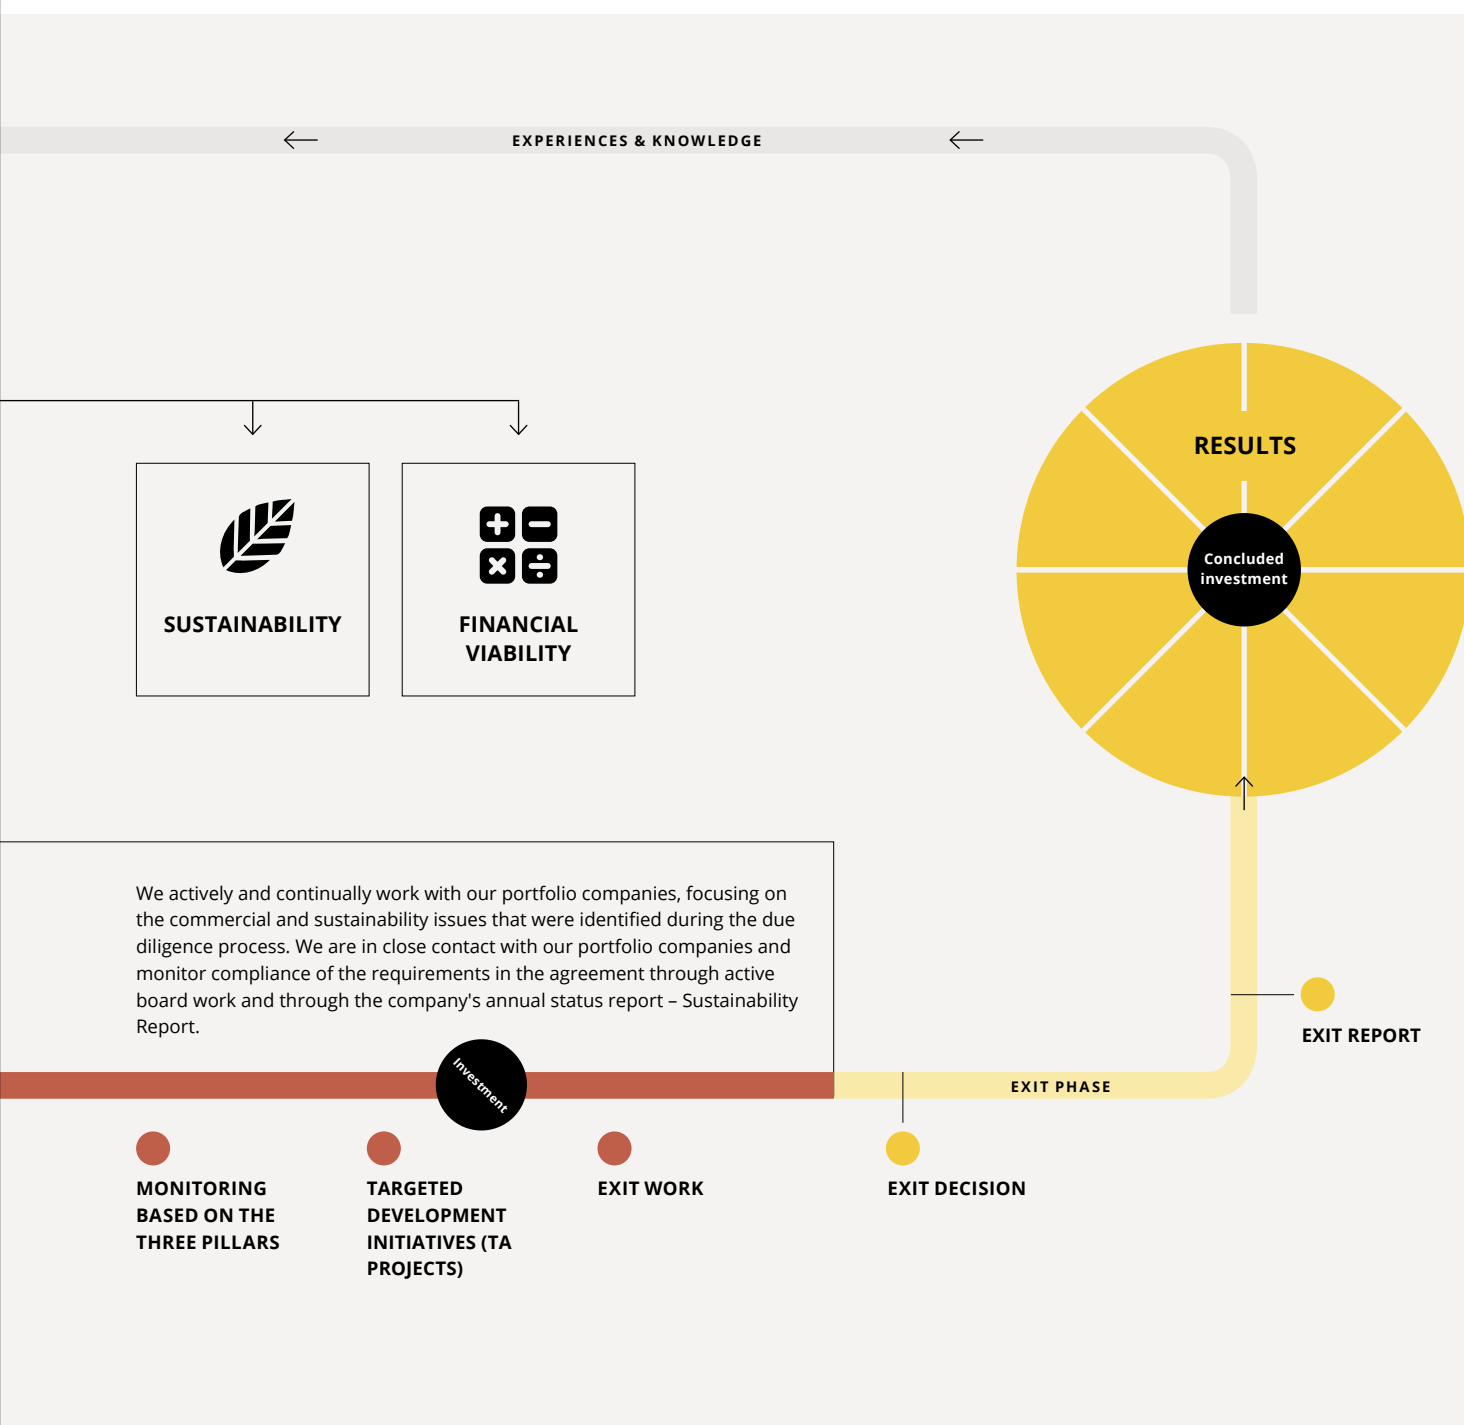 EXPERIENCES & KNOWLEDGE
RESULTS
Concluded
investment
SUSTAINABILITY
FINANCIAL
VIABILITY
We actively and continually work with our portfolio companies, focusing on
the commercial and sustainability issues that were identified during the due
diligence process. We are in close contact with our portfolio companies and
monitor compliance of the requirements in the agreement through active
board work and through the company's annual status report – Sustainability
Report.
EXIT REPORT
Investment
EXIT PHASE
MONITORING
BASED ON THE
THREE PILLARS
TARGETED
DEVELOPMENT
INITIATIVES (TA
PROJECTS)
EXIT WORK
EXIT DECISION